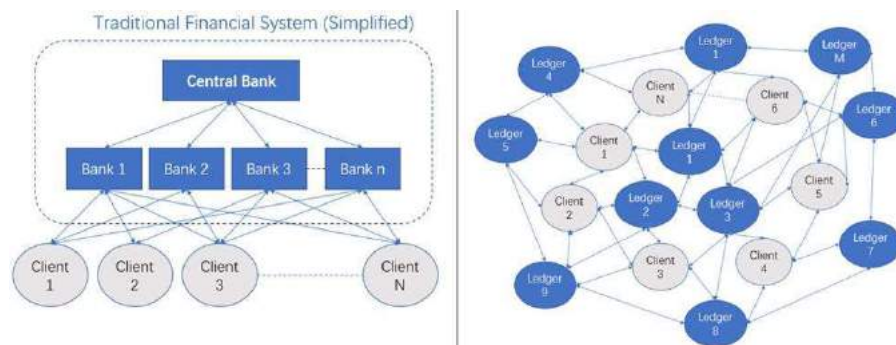 Traditional Financial System (Simplified)
Central Bank
Bank 1
Bank 2
Bank 3
Bank n
Client
1
Client
2
Client
3
Client
N
Ledger
1
Ledger
M
Ledger
4
Client
N
Client
6
Ledger
6
Ledger
5
Client
1
Ledger
1
Client
5
Client
2
Ledger
2
Ledger
3
Ledger
7
Client
3
Client
4
Ledger
9
Ledger
8